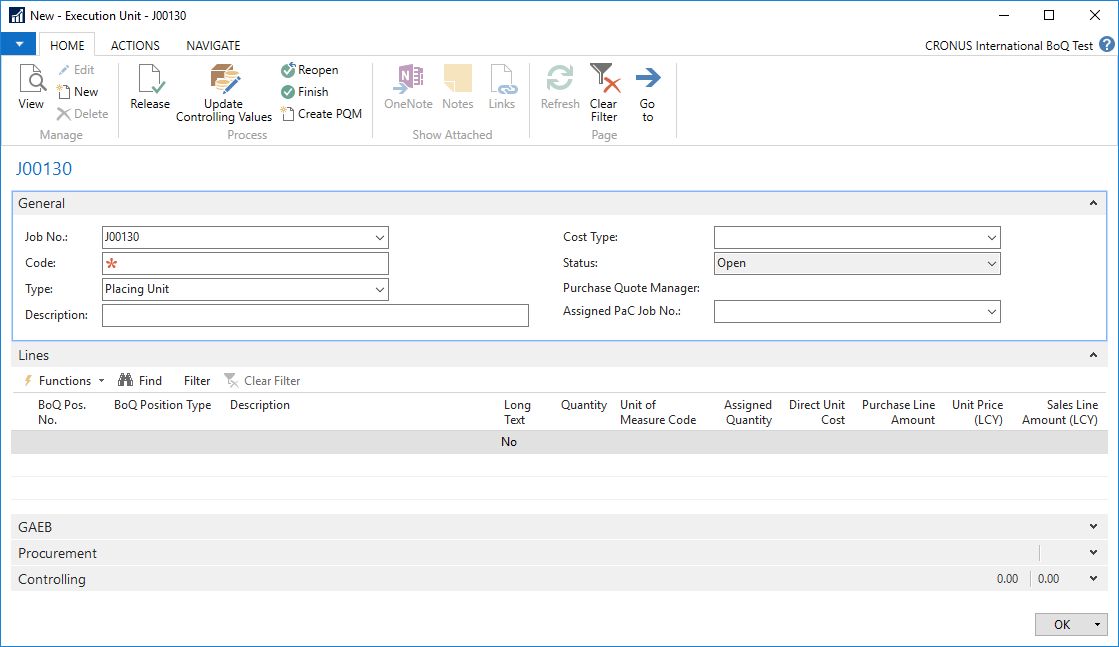 New - Execution Unit - J00130
HOME ACTIONS NAVIGATE CRONUS International BoQ Test ?
View
Edit
New
Delete
Manage
Release
Update
Controlling Values
Reopen
Finish
Create PQM
Process
OneNote Notes Links
Show Attached
Refresh
Clear
Filter
Go
to
Page
J00130
General
Job No.: J00130
Code: *
Type: Placing Unit
Description:
Cost Type:
Status: Open
Purchase Quote Manager:
Assigned PaC Job No.:
Lines
Functions Find Filter Clear Filter
BoQ Pos. BoQ Position Type Description Long Quantity Unit of Assigned Direct Unit Purchase Line Unit Price Sales Line
No. Text Measure Code Quantity Cost Amount (LCY) Amount (LCY)
No
GAEB
Procurement
Controlling 0.00 0.00
OK